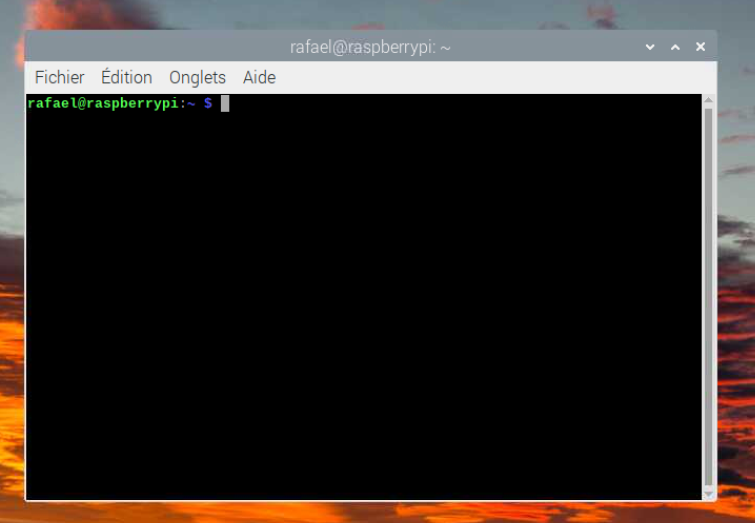 rafael@raspberrypi: ~
Fichier Édition Onglets Aide
rafael@raspberrypi:~ $